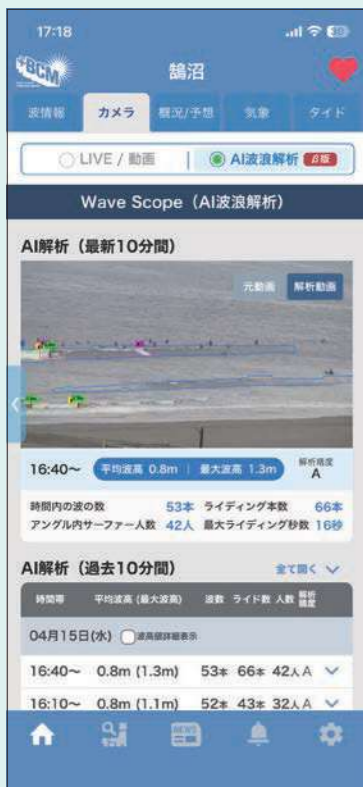 17:18
BCM
鵠沼
波情報 カメラ 概況/予想 気象 タイド
LIVE / 動画 AI波浪解析 β版
Wave Scope（AI波浪解析）
AI解析（最新10分間）
元動画 解析動画
16:40～ 平均波高 0.8m | 最大波高 1.3m 解析精度 A
時間内の波の数 53本 ライディング本数 66本
アングル内サーファー人数 42人 最大ライディング秒数 16秒
AI解析（過去10分間） 全て開く
時間帯 平均波高(最大波高) 波数 ライド数 人数 解析精度
04月15日(水) 波高値詳細表示
16:40～ 0.8m (1.3m) 53本 66本 42人 A
16:10～ 0.8m (1.1m) 52本 43本 32人 A
NEWS